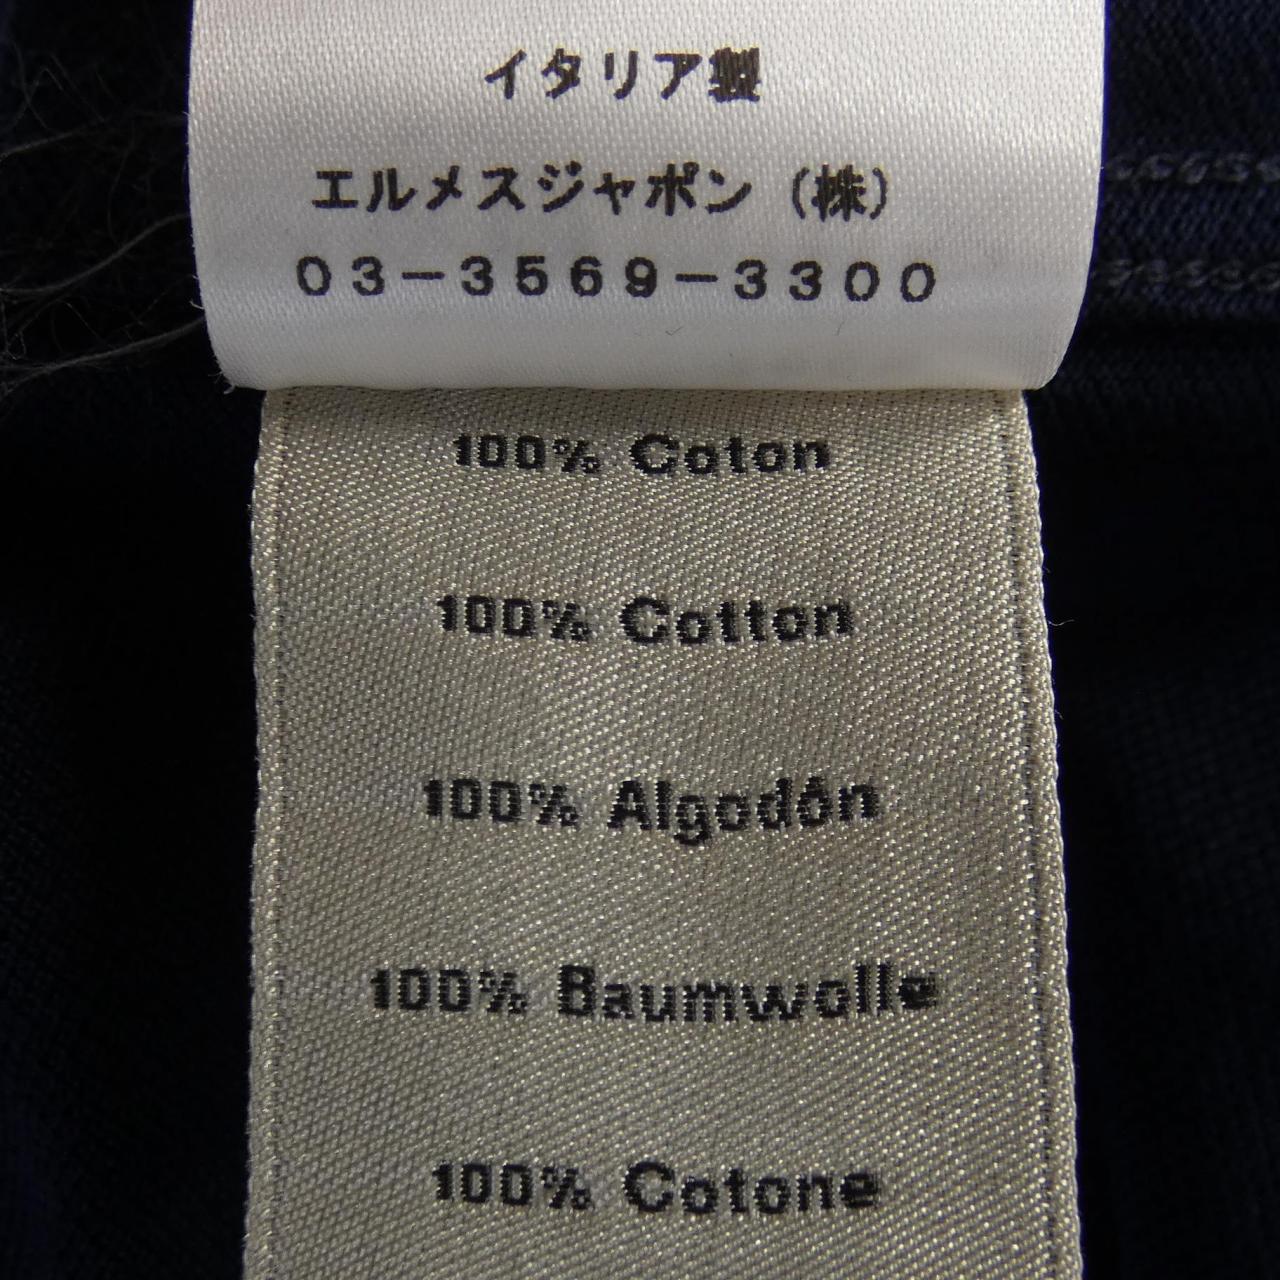 イタリア製
エルメスジャポン（株）
03-3569-3300
100% Coton
100% Cotton
100% Algodón
100% Baumwolle
100% Cotone